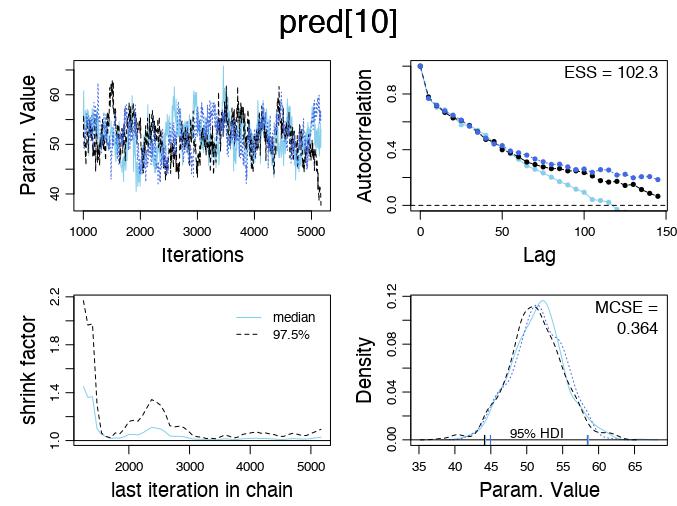 pred[10]
Param. Value
40
50
60
1000 2000 3000 4000 5000
Iterations
Autocorrelation
0.0
0.4
0.8
ESS = 102.3
0 50 100 150
Lag
shrink factor
1.0
1.4
1.8
2.2
median
97.5%
2000 3000 4000 5000
last iteration in chain
Density
0.00
0.04
0.08
0.12
MCSE =
0.364
95% HDI
35 40 45 50 55 60 65
Param. Value